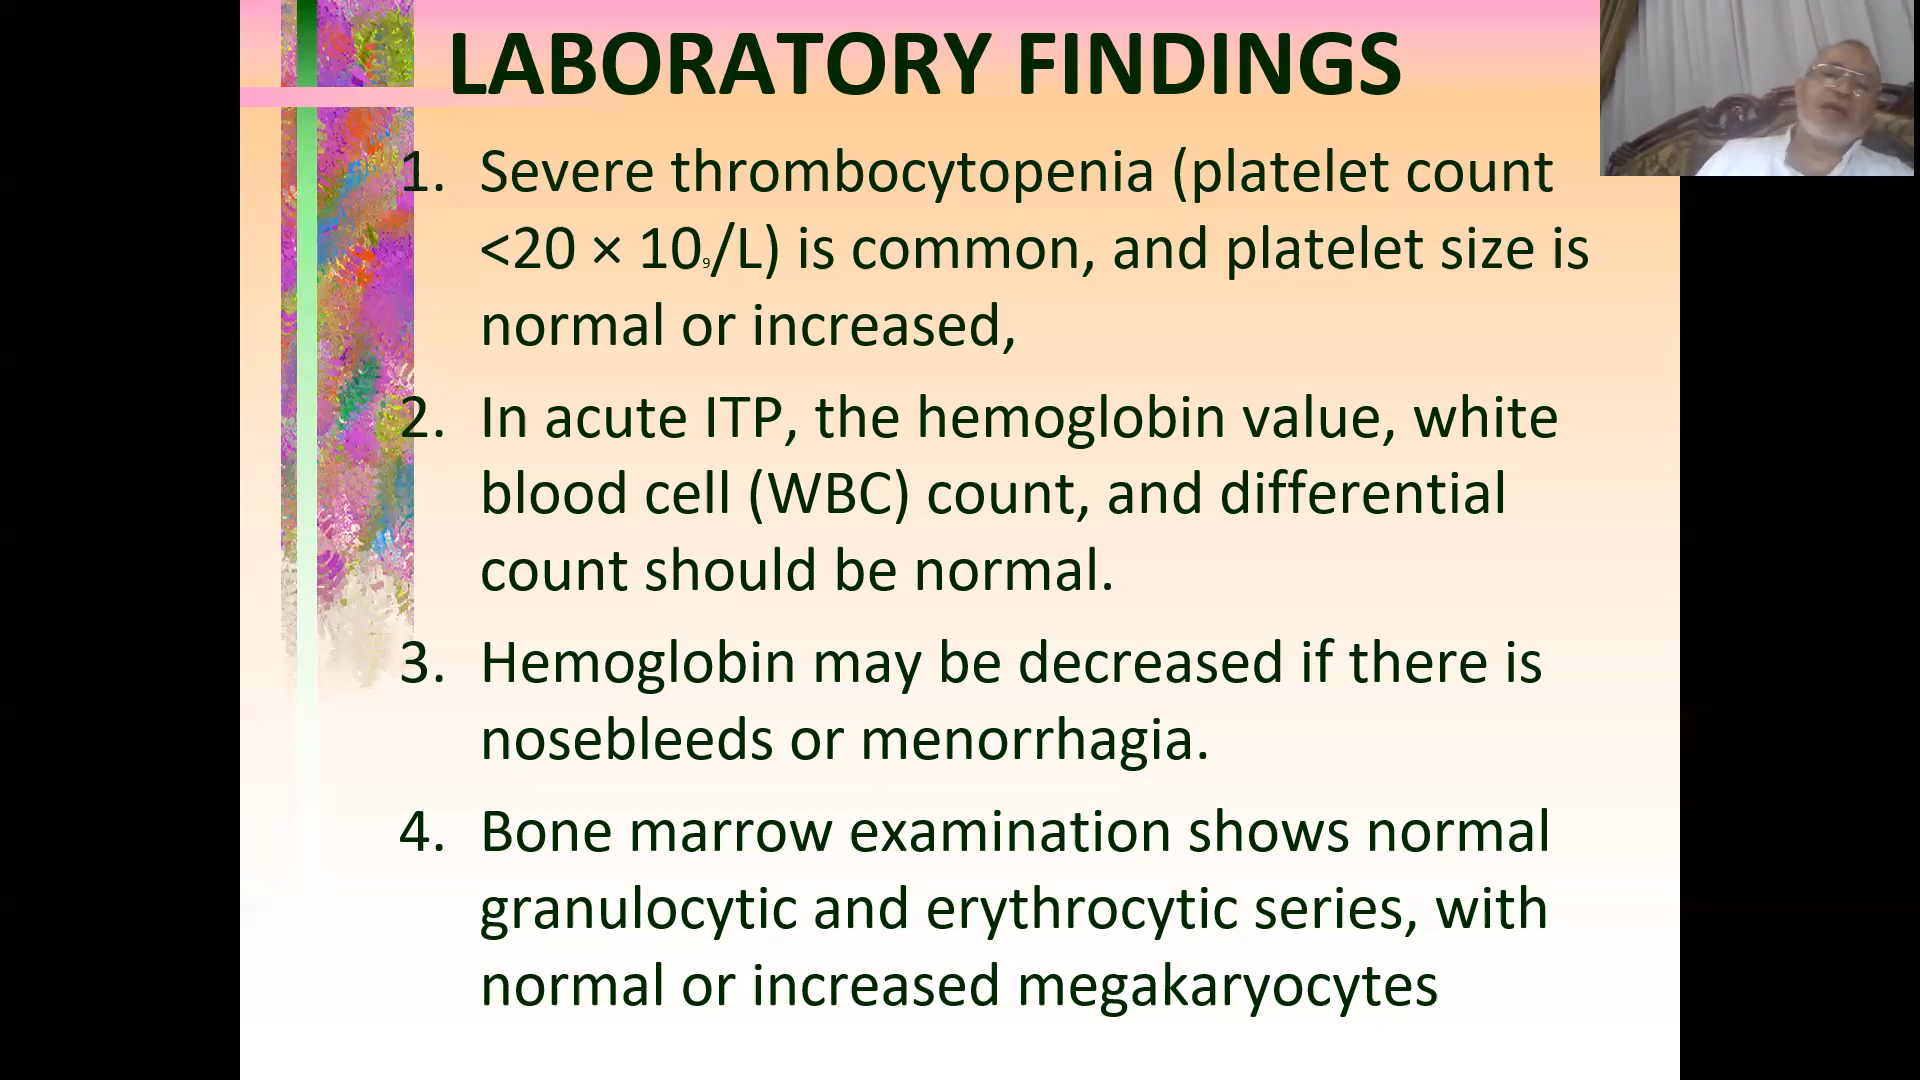 LABORATORY FINDINGS
1. Severe thrombocytopenia (platelet count
<20 × 10₉/L) is common, and platelet size is
normal or increased,
2. In acute ITP, the hemoglobin value, white
blood cell (WBC) count, and differential
count should be normal.
3. Hemoglobin may be decreased if there is
nosebleeds or menorrhagia.
4. Bone marrow examination shows normal
granulocytic and erythrocytic series, with
normal or increased megakaryocytes